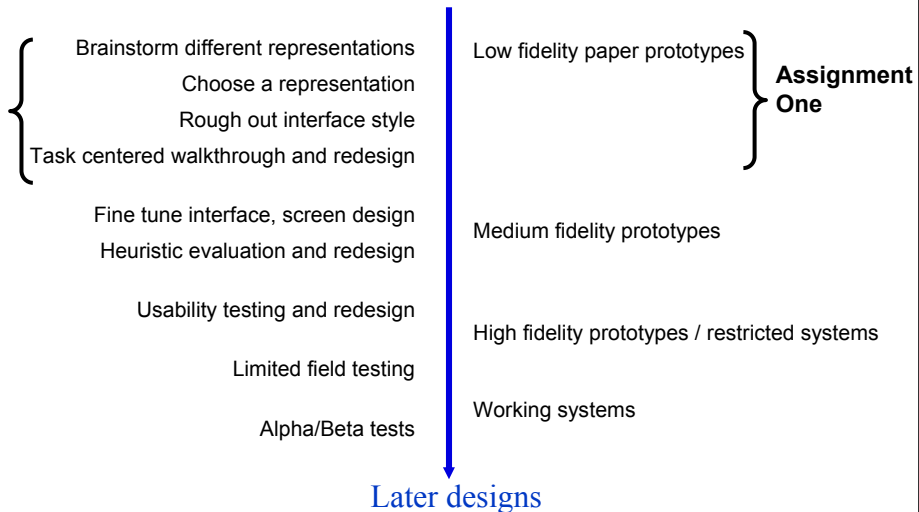 Brainstorm different representations
Choose a representation
Rough out interface style
Task centered walkthrough and redesign
Fine tune interface, screen design
Heuristic evaluation and redesign
Usability testing and redesign
Limited field testing
Alpha/Beta tests
Low fidelity paper prototypes
Assignment
One
Medium fidelity prototypes
High fidelity prototypes / restricted systems
Working systems
Later designs